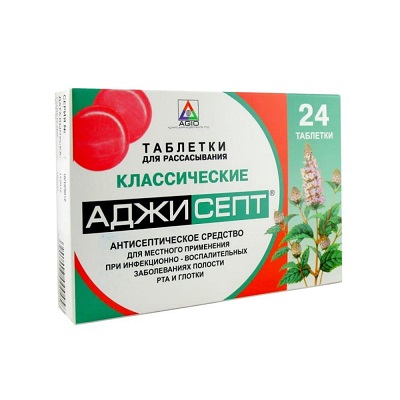 AGIO
24
ТАБЛЕТКИ
ТАБЛЕТКИ
ДЛЯ РАССАСЫВАНИЯ
КЛАССИЧЕСКИЕ
АДЖИСЕПТ®
АНТИСЕПТИЧЕСКОЕ СРЕДСТВО
ДЛЯ МЕСТНОГО ПРИМЕНЕНИЯ
ПРИ ИНФЕКЦИОННО - ВОСПАЛИТЕЛЬНЫХ
ЗАБОЛЕВАНИЯХ ПОЛОСТИ
РТА И ГЛОТКИ